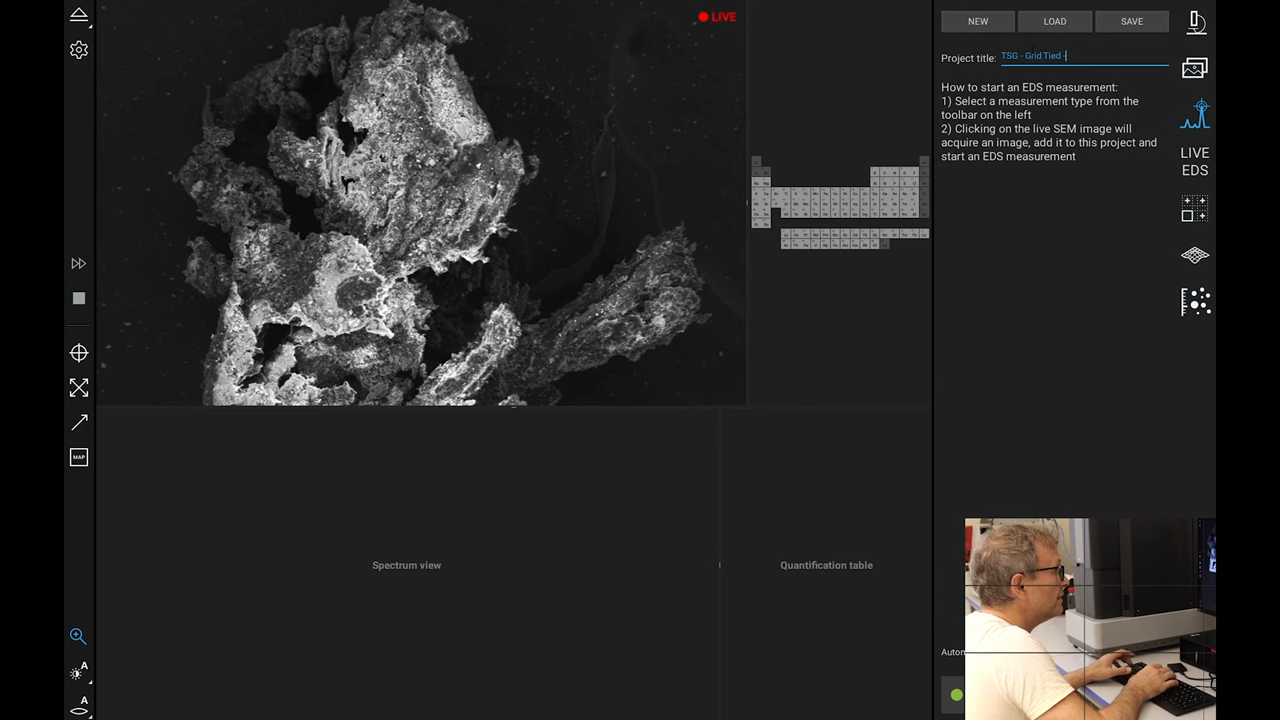 LIVE
NEW
LOAD
SAVE
Project title:
TSG - Grid Tied -
How to start an EDS measurement:
1) Select a measurement type from the
toolbar on the left
2) Clicking on the live SEM image will
acquire an image, add it to this project and
start an EDS measurement
LIVE
EDS
MAP
Spectrum view
Quantification table
A
A
Autom